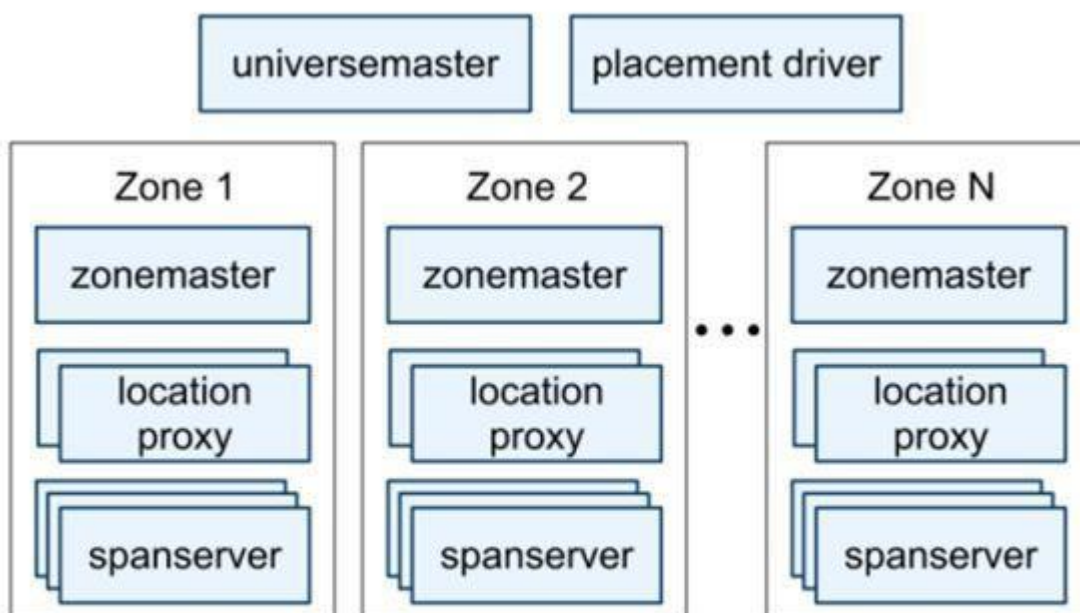 universemaster
placement driver
Zone 1
zonemaster
location
proxy
spanserver
Zone 2
zonemaster
location
proxy
spanserver
Zone N
zonemaster
location
proxy
spanserver